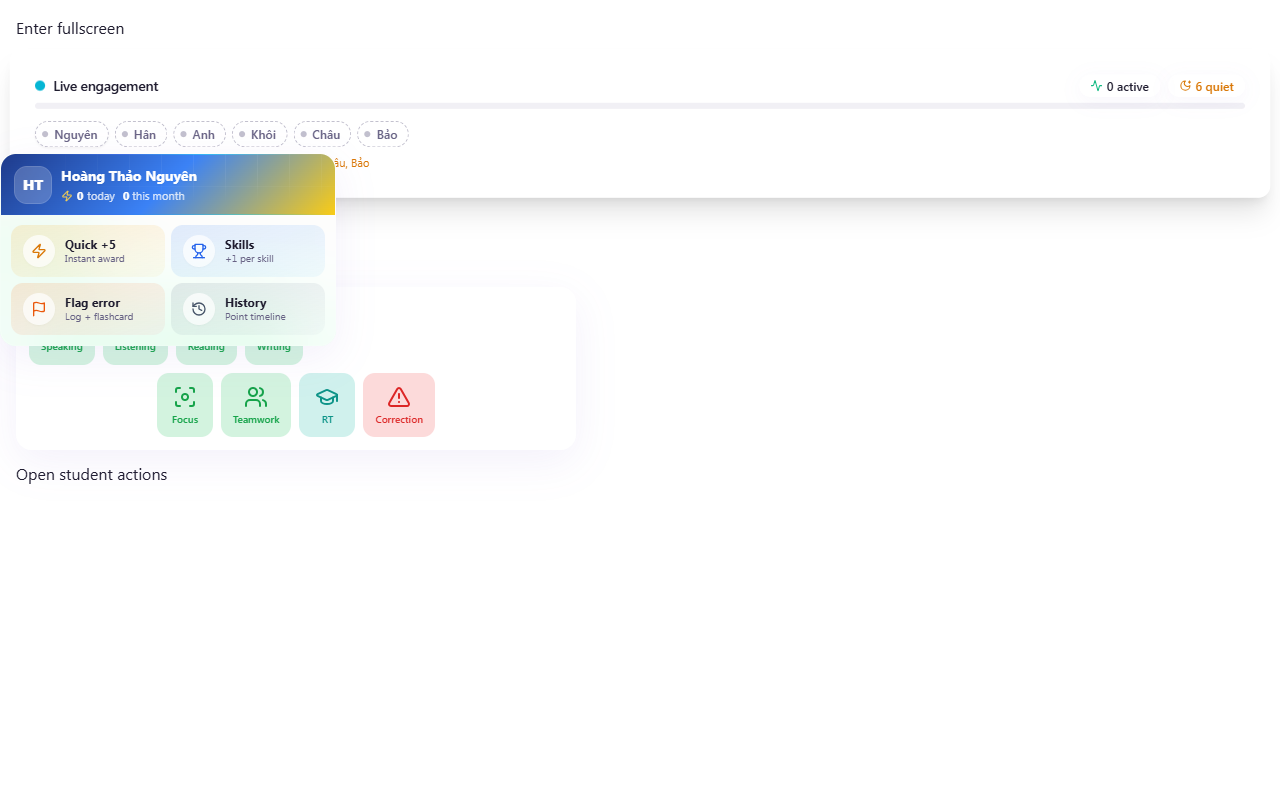 Enter fullscreen
Live engagement
0 active
6 quiet
Nguyên
Hân
Anh
Khôi
Châu
Bảo
Bảo
HT
Hoàng Thảo Nguyên
0 today 0 this month
Quick +5
Instant award
Skills
+1 per skill
Flag error
Log + flashcard
History
Point timeline
Speaking
Listening
Reading
Writing
Focus
Teamwork
RT
Correction
Open student actions